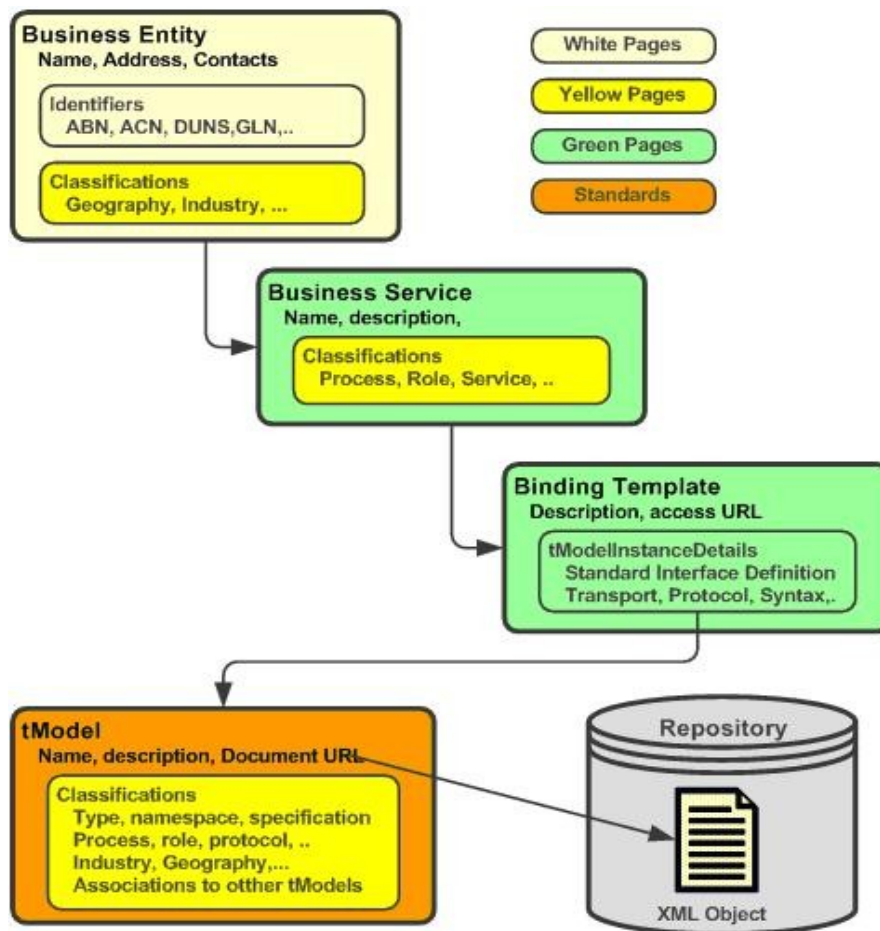 Business Entity
Name, Address, Contacts
Identifiers
ABN, ACN, DUNS,GLN,..
Classifications
Geography, Industry, ...
White Pages
Yellow Pages
Green Pages
Standards
Business Service
Name, description,
Classifications
Process, Role, Service, ..
Binding Template
Description, access URL
tModelInstanceDetails
Standard Interface Definition
Transport, Protocol, Syntax,.
tModel
Name, description, Document URL
Classifications
Type, namespace, specification
Process, role, protocol, ..
Industry, Geography,...
Associations to otther tModels
Repository
XML Object